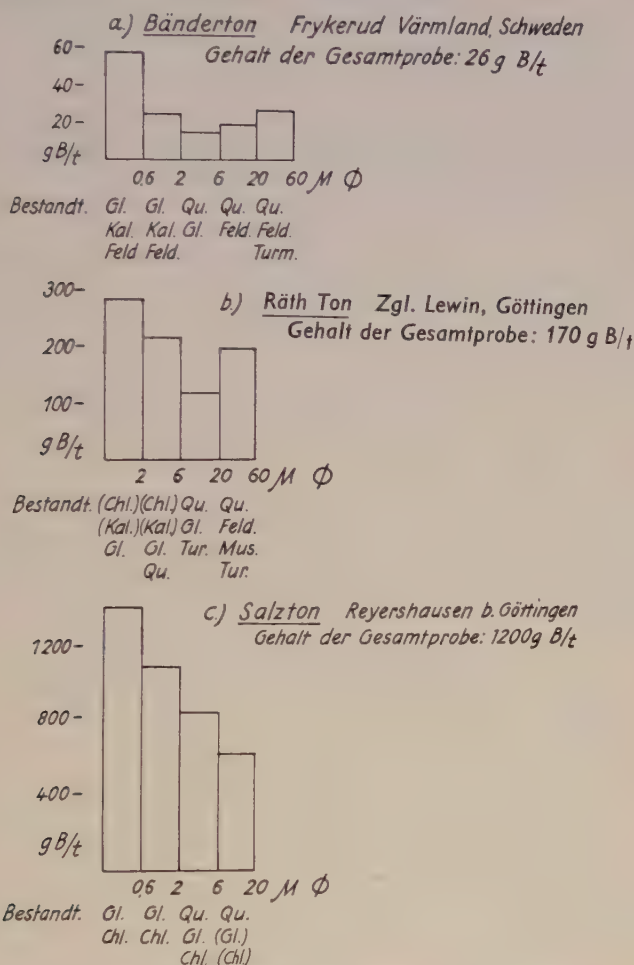 a.) Bänderton Frykerud Värmland, Schweden
Gehalt der Gesamtprobe: 26 g B/t
60-
40-
20-
g B/t
0,6 2 6 20 60 µ Φ
Bestandt. Gl. Gl. Qu. Qu. Qu.
Kal. Kal. Gl. Feld. Feld.
Feld Feld. Turm.
b.) Räth Ton Zgl. Lewin, Göttingen
Gehalt der Gesamtprobe: 170 g B/t
300-
200-
100-
g B/t
2 6 20 60 µ Φ
Bestandt. (Chl.) (Chl.) Qu. Qu.
(Kal.) (Kal.) Gl. Feld.
Gl. Gl. Tur. Mus.
Qu. Tur.
c.) Salzton Reyershausen b. Göttingen
Gehalt der Gesamtprobe: 1200g B/t
1200-
800-
400-
g B/t
0,6 2 6 20 µ Φ
Bestandt. Gl. Gl. Qu. Qu.
Chl. Chl. Gl. (Gl.)
Chl. (Chl.)